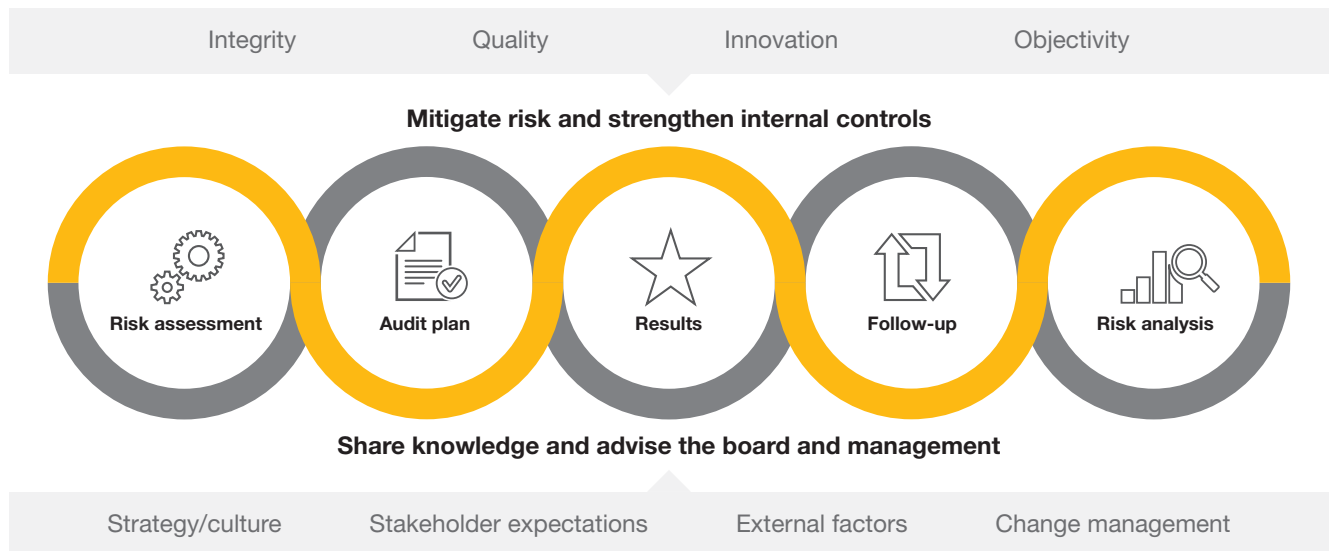 Integrity Quality Innovation Objectivity
Mitigate risk and strengthen internal controls
Risk assessment Audit plan Results Follow-up Risk analysis
Share knowledge and advise the board and management
Strategy/culture Stakeholder expectations External factors Change management